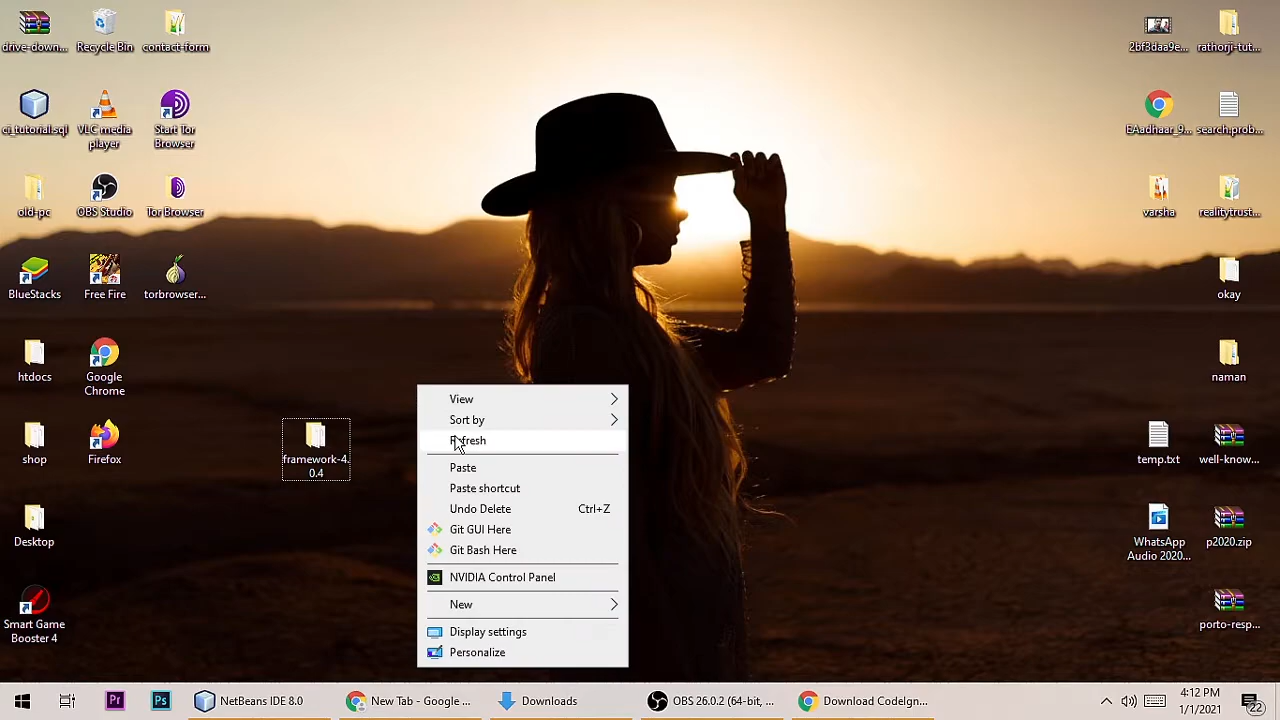 drive-down...
Recycle Bin
contact-form
2bf3daa9e...
rathorji-tut...
ci_tutorial.sql
VLC media
player
Start Tor
Browser
EAadhaar_9...
search.prob...
old-pc
OBS Studio
Tor Browser
varsha
realitytrust...
BlueStacks
Free Fire
torbrowser...
okay
htdocs
Google
Chrome
naman
shop
Firefox
framework-4.
0.4
temp.txt
well-know...
Desktop
WhatsApp
Audio 2020...
p2020.zip
Smart Game
Booster 4
porto-resp...
View
Sort by
Refresh
Paste
Paste shortcut
Undo Delete Ctrl+Z
Git GUI Here
Git Bash Here
NVIDIA Control Panel
New
Display settings
Personalize
Pr
Ps
NetBeans IDE 8.0
New Tab - Google ...
Downloads
OBS 26.0.2 (64-bit, ...
Download CodeIgn...
4:12 PM
1/1/2021
22